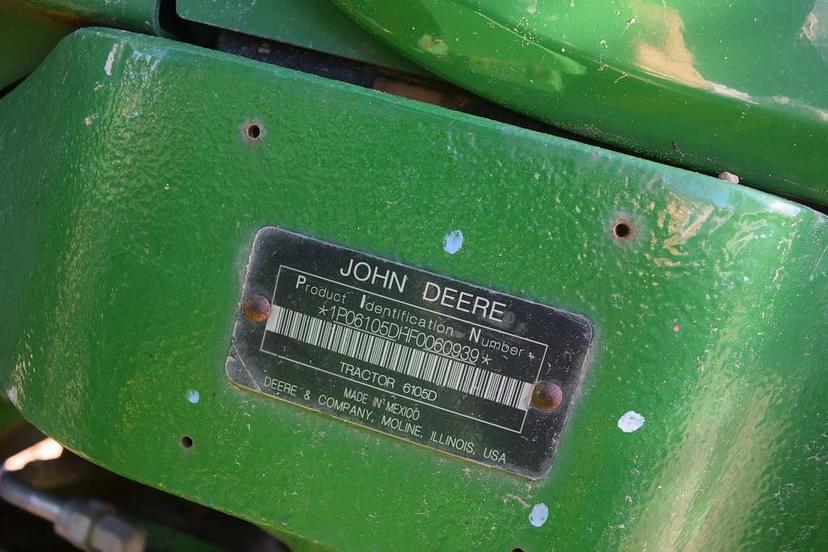 JOHN DEERE
Product Identification Number
*1P06105DHF0060939*
TRACTOR 6105D
MADE IN MEXICO
DEERE & COMPANY, MOLINE, ILLINOIS, USA